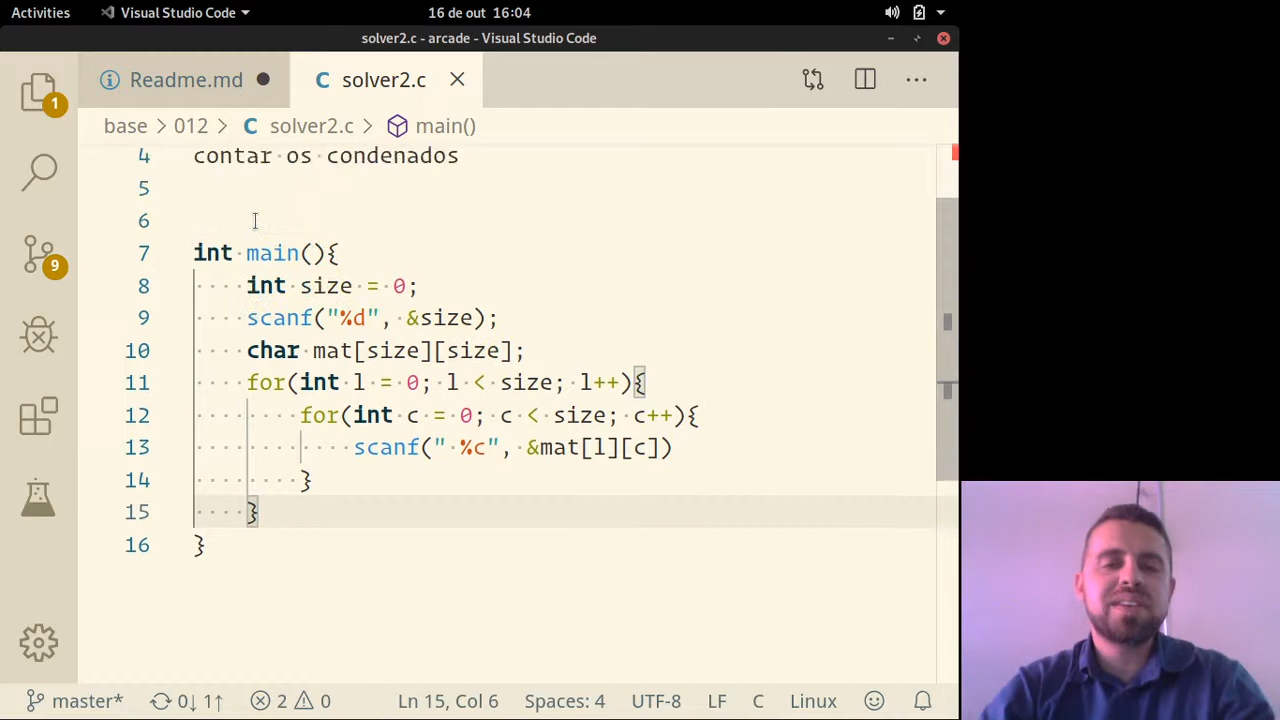 Activities
Visual Studio Code
16 de out 16:04
solver2.c - arcade - Visual Studio Code
Readme.md
C solver2.c
base > 012 > C solver2.c > main()
1
9
4 contar os condenados
5
6
7 int main(){
8 int size = 0;
9 scanf("%d", &size);
10 char mat[size][size];
11 for(int l = 0; l < size; l++){
12 for(int c = 0; c < size; c++){
13 scanf(" %c", &mat[l][c])
14 }
15 }
16 }
master* 0↓ 1↑ 2 0 Ln 15, Col 6 Spaces: 4 UTF-8 LF C Linux